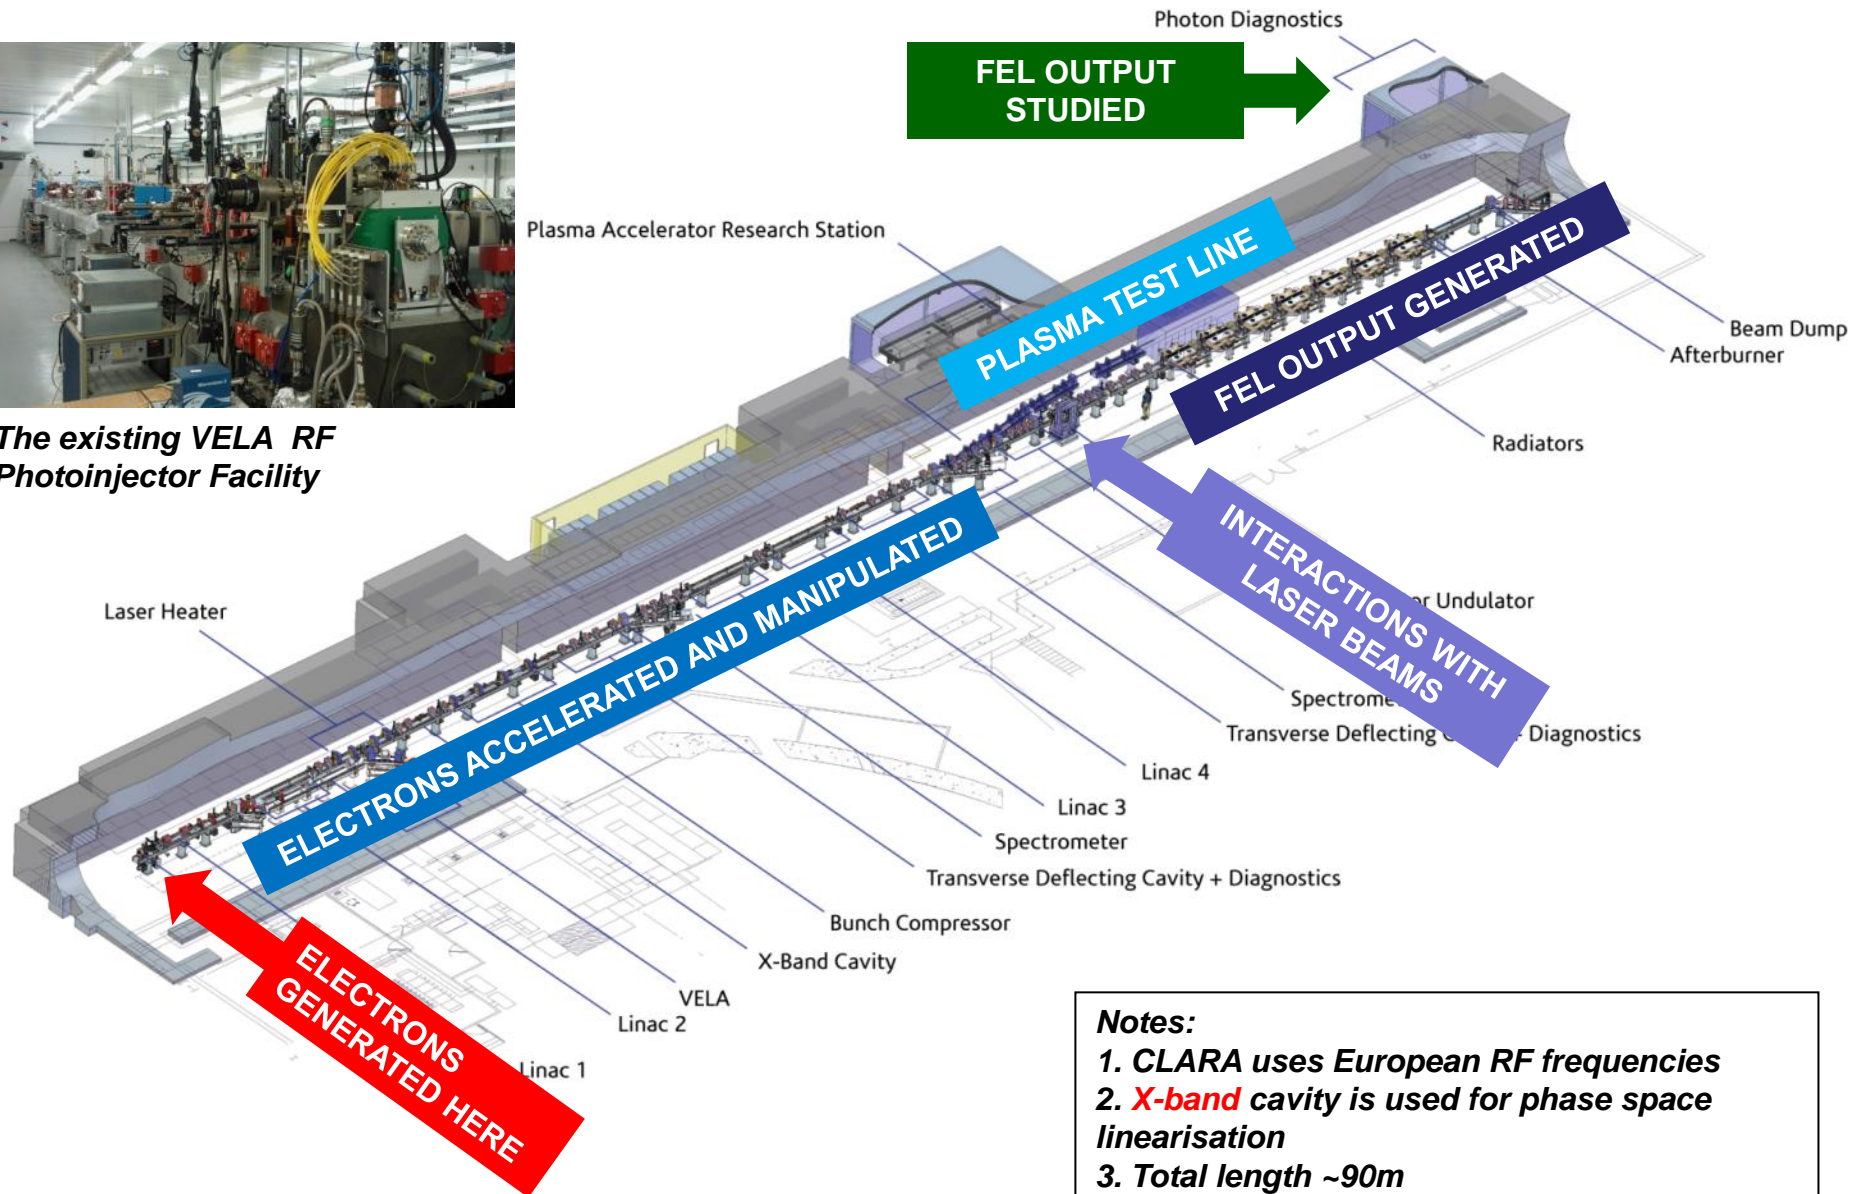 Photon Diagnostics
FEL OUTPUT
STUDIED
Plasma Accelerator Research Station
PLASMA TEST LINE
FEL OUTPUT GENERATED
Beam Dump
Afterburner
Radiators
The existing VELA RF
Photoinjector Facility
INTERACTIONS WITH
LASER BEAMS
Undulator
Laser Heater
ELECTRONS ACCELERATED AND MANIPULATED
Transverse Deflecting + Diagnostics
Linac 4
Linac 3
Spectrometer
Transverse Deflecting Cavity + Diagnostics
Bunch Compressor
X-Band Cavity
VELA
Linac 2
Linac 1
ELECTRONS
GENERATED HERE
Notes:
1. CLARA uses European RF frequencies
2. X-band cavity is used for phase space
linearisation
3. Total length ~90m